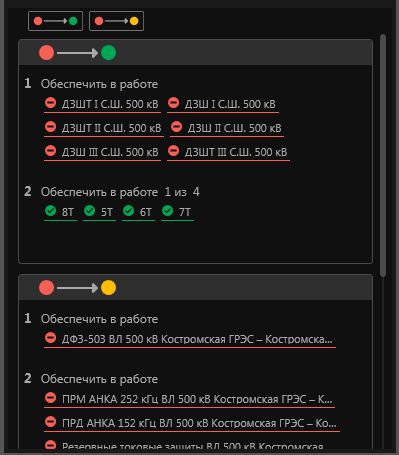 1 Обеспечить в работе
ДЗШТ I С.Ш. 500 кВ ДЗШ I С.Ш. 500 кВ
ДЗШТ II С.Ш. 500 кВ ДЗШ II С.Ш. 500 кВ
ДЗШ III С.Ш. 500 кВ ДЗШТ III С.Ш. 500 кВ
2 Обеспечить в работе 1 из 4
8Т 5Т 6Т 7Т
1 Обеспечить в работе
ДФЗ-503 ВЛ 500 кВ Костромская ГРЭС – Костромска...
2 Обеспечить в работе
ПРМ АНКА 252 кГц ВЛ 500 кВ Костромская ГРЭС – К...
ПРД АНКА 152 кГц ВЛ 500 кВ Костромская ГРЭС – Ко...
Резервные токовые защиты ВЛ 500 кВ Костромская